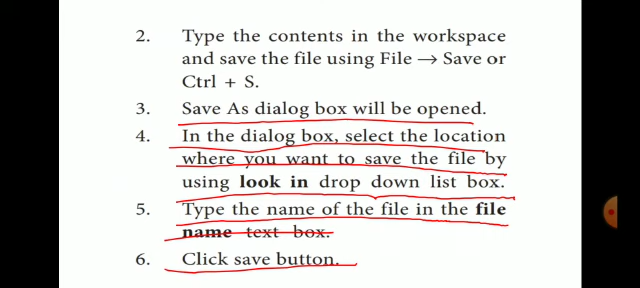 2. Type the contents in the workspace
and save the file using File → Save or
Ctrl + S.
3. Save As dialog box will be opened.
4. In the dialog box, select the location
where you want to save the file by
using look in drop down list box.
5. Type the name of the file in the file
name text box.
6. Click save button.